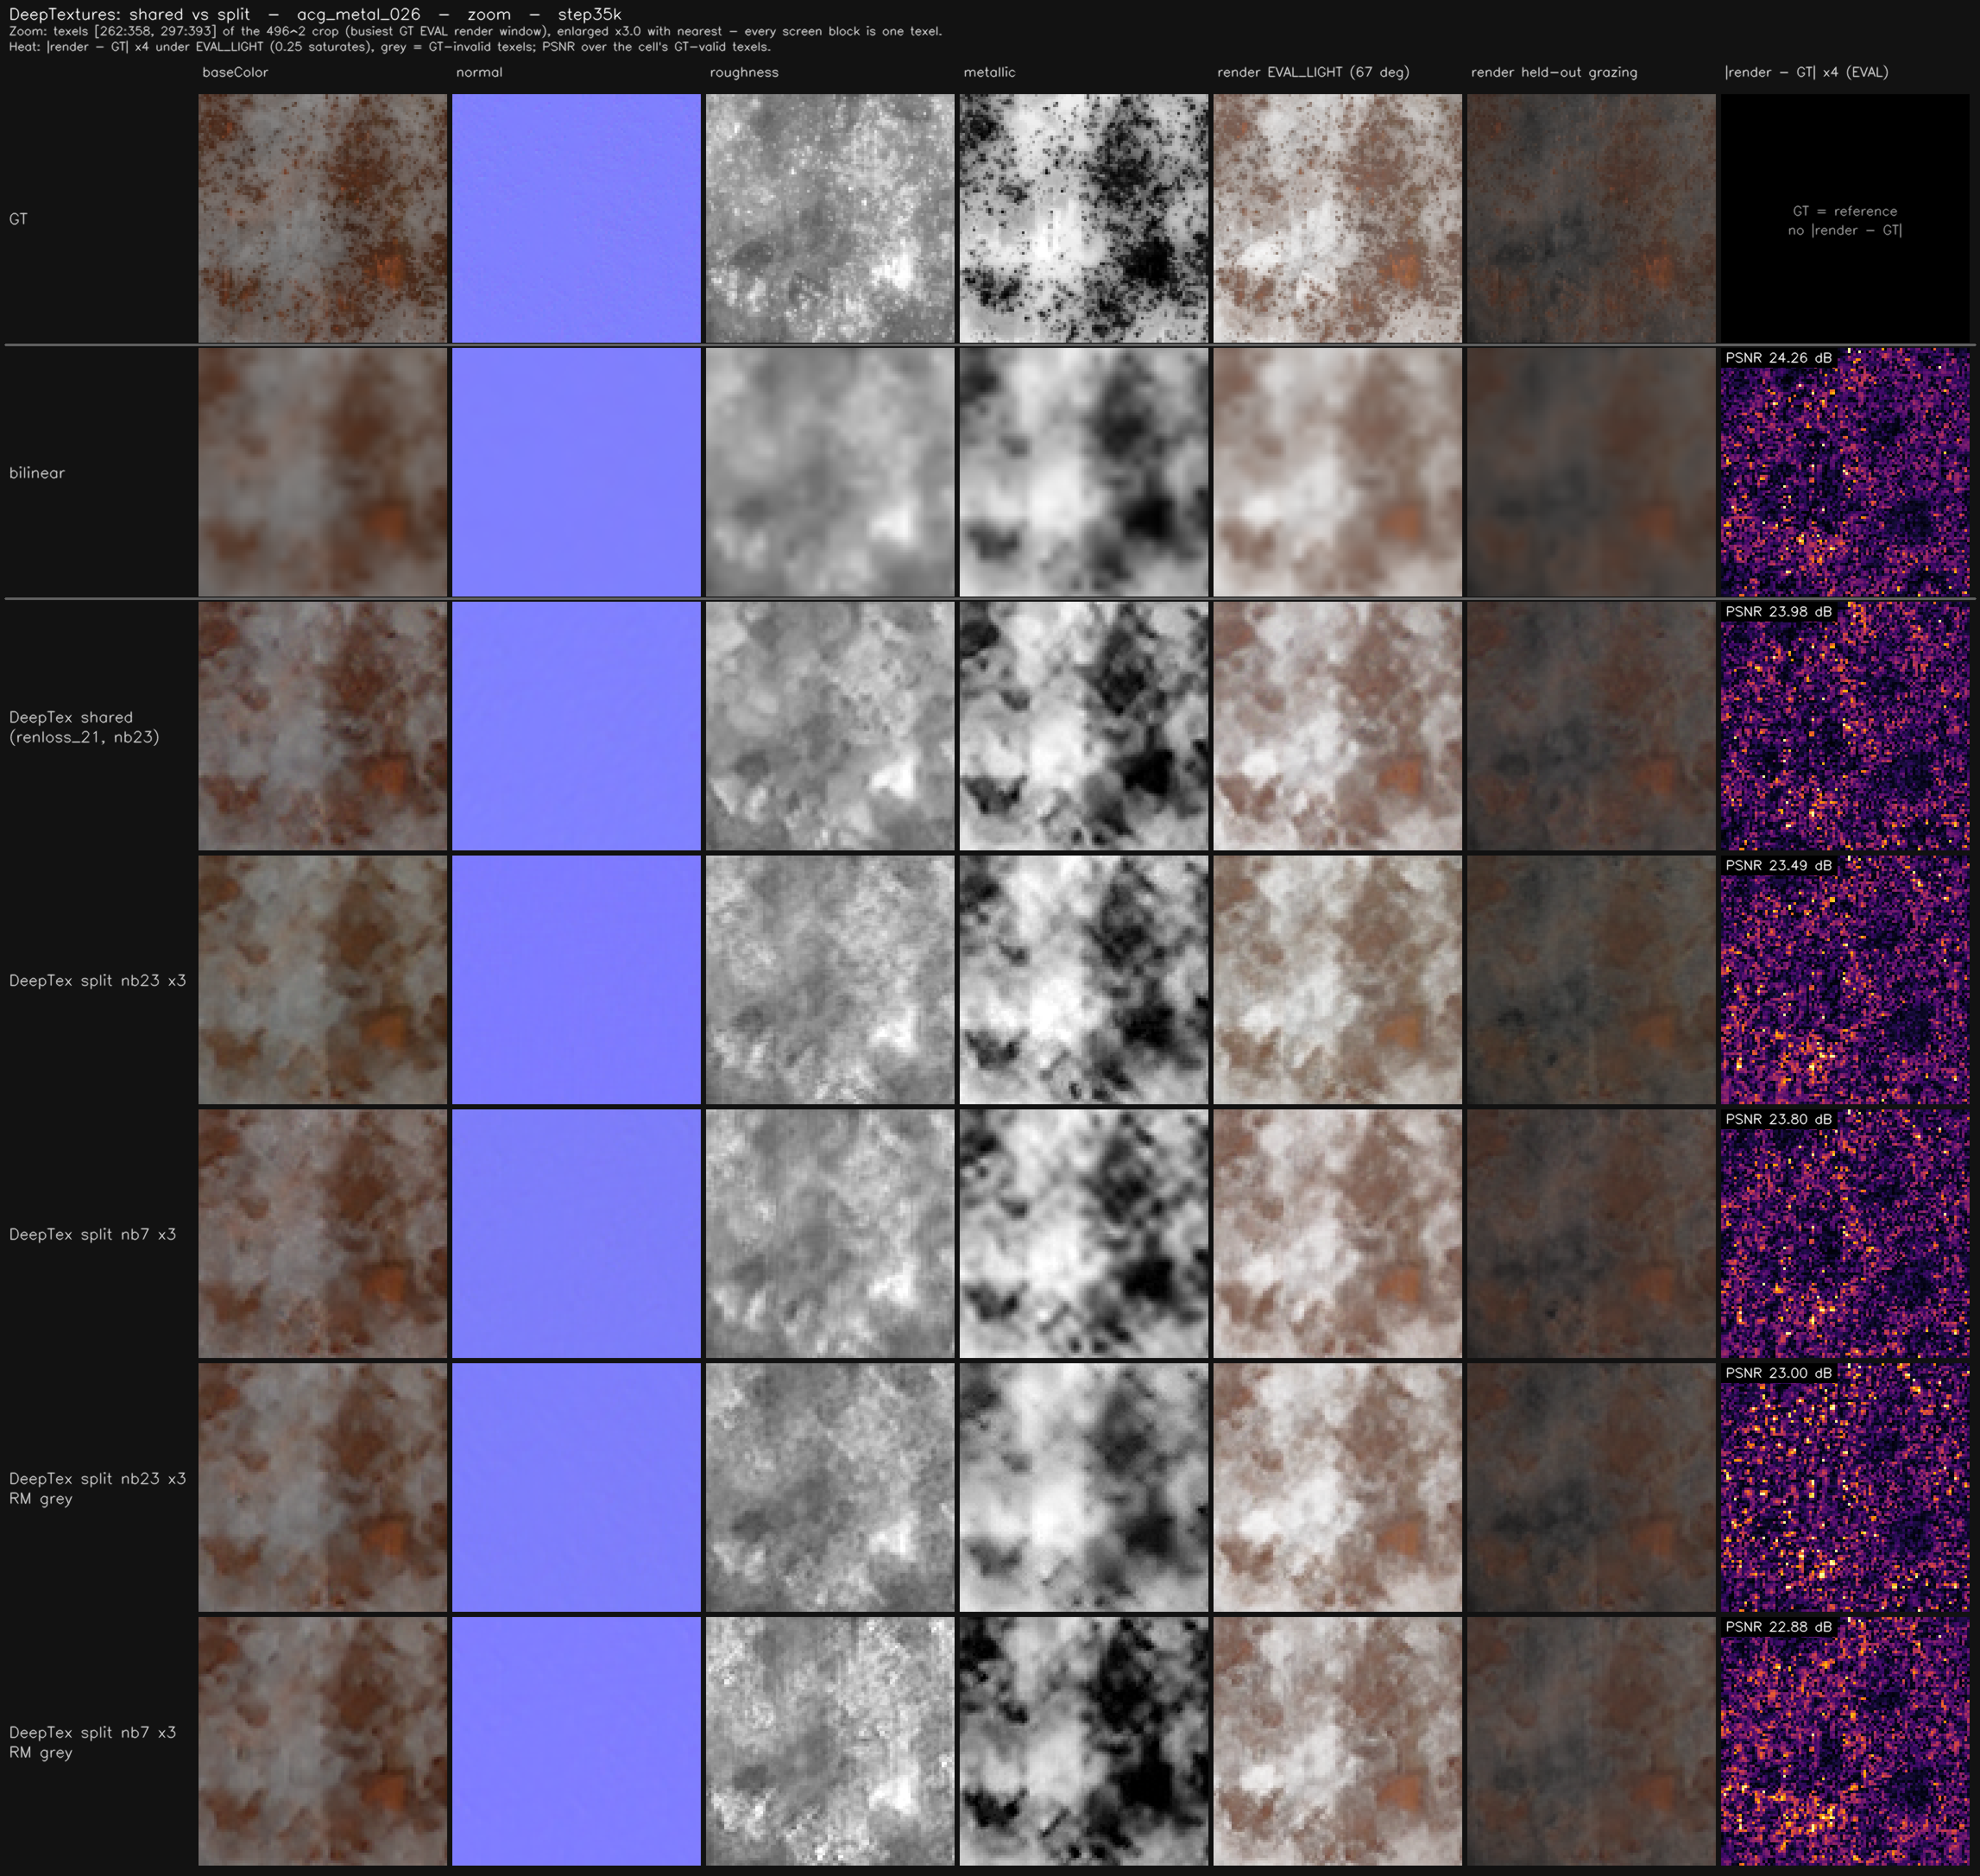 DeepTextures: shared vs split — acg_metal_026 — zoom — step35k
Zoom: texels [262:358, 297:393] of the 496^2 crop (busiest GT EVAL render window), enlarged x3.0 with nearest — every screen block is one texel.
Heat: |render − GT| x4 under EVAL_LIGHT (0.25 saturates), grey = GT-invalid texels; PSNR over the cell's GT-valid texels.
baseColor normal roughness metallic render EVAL_LIGHT (67 deg) render held-out grazing |render − GT| x4 (EVAL)
GT
GT = reference
no |render − GT|
bilinear
PSNR 24.26 dB
DeepTex shared
(renloss_21, nb23)
PSNR 23.98 dB
DeepTex split nb23 x3
PSNR 23.49 dB
DeepTex split nb7 x3
PSNR 23.80 dB
DeepTex split nb23 x3
RM grey
PSNR 23.00 dB
DeepTex split nb7 x3
RM grey
PSNR 22.88 dB